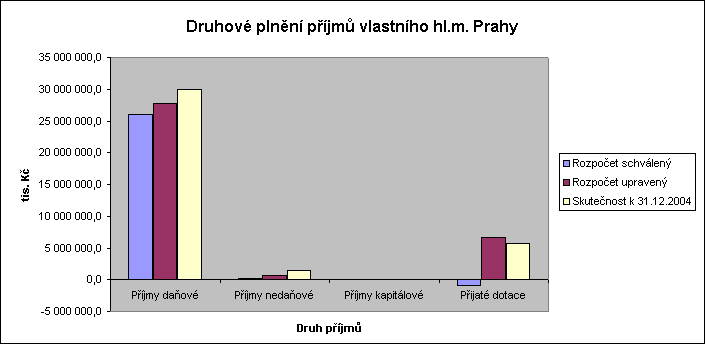 Druhové plnění příjmů vlastního hl.m. Prahy
35 000 000,0
30 000 000,0
25 000 000,0
20 000 000,0
15 000 000,0
10 000 000,0
5 000 000,0
0,0
-5 000 000,0
tis. Kč
Příjmy daňové
Příjmy nedaňové
Příjmy kapitálové
Přijaté dotace
Druh příjmů
Rozpočet schválený
Rozpočet upravený
Skutečnost k 31.12.2004